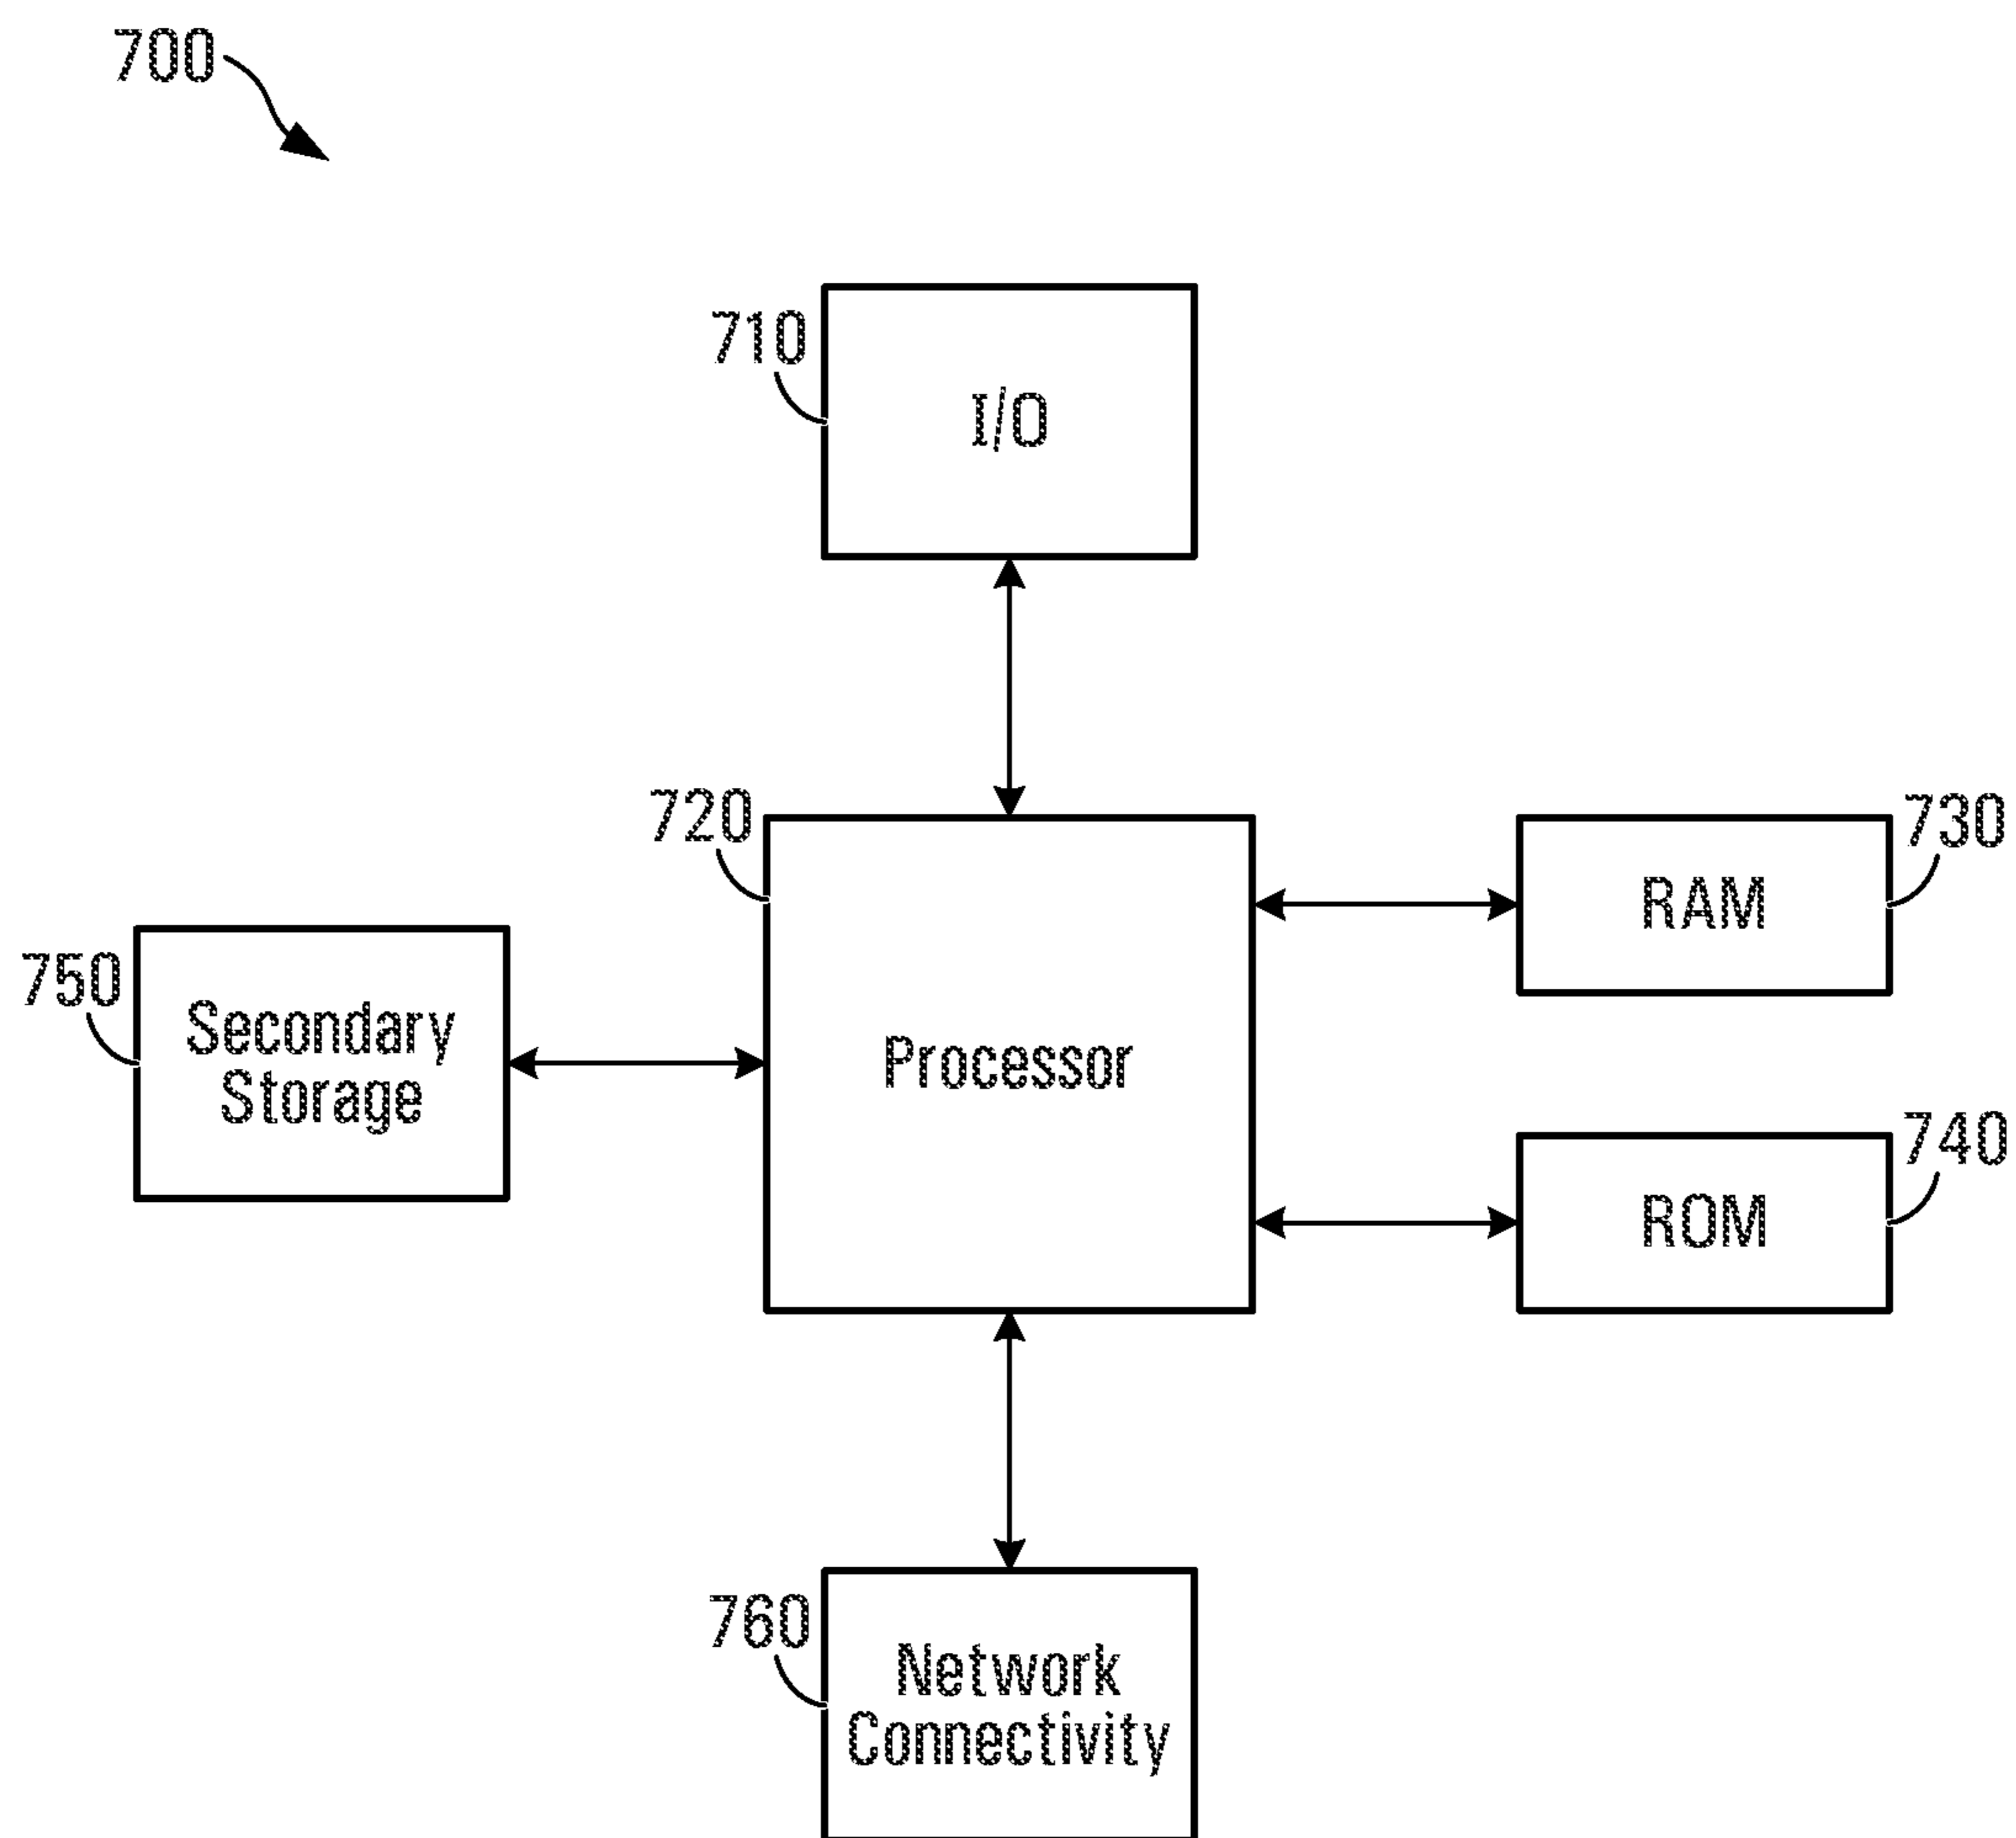 700
710
I/O
720
730
RAM
750
Secondary
Storage
Processor
740
ROM
760
Network
Connectivity